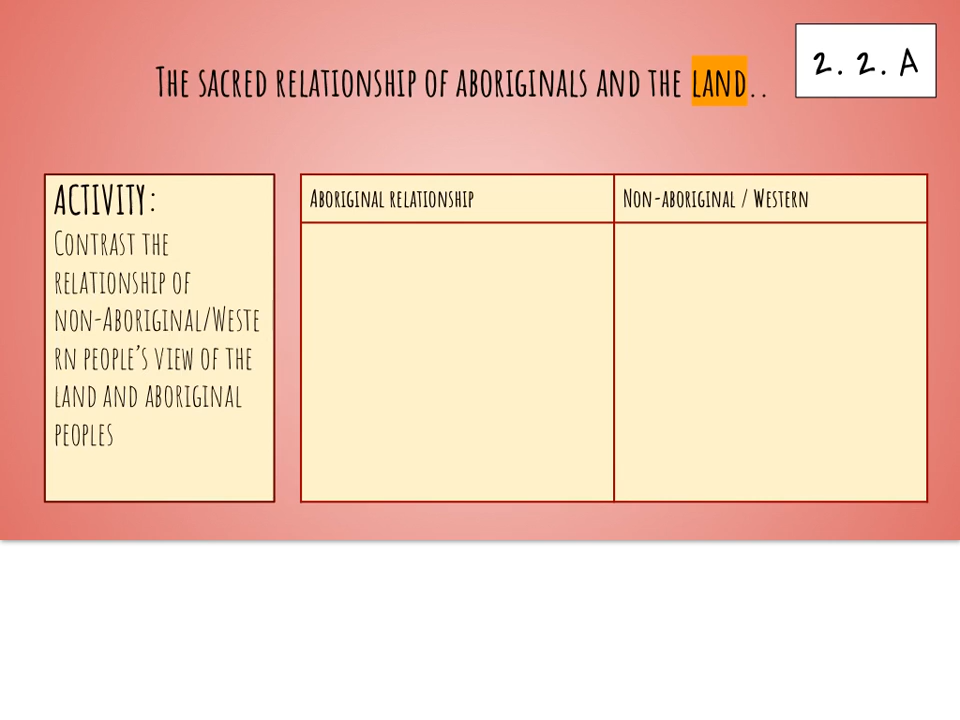 The sacred relationship of aboriginals and the land..
2. 2. A
Activity:
Contrast the
relationship of
non-Aboriginal/Weste
rn people's view of the
land and aboriginal
peoples
Aboriginal relationship
Non-aboriginal / Western